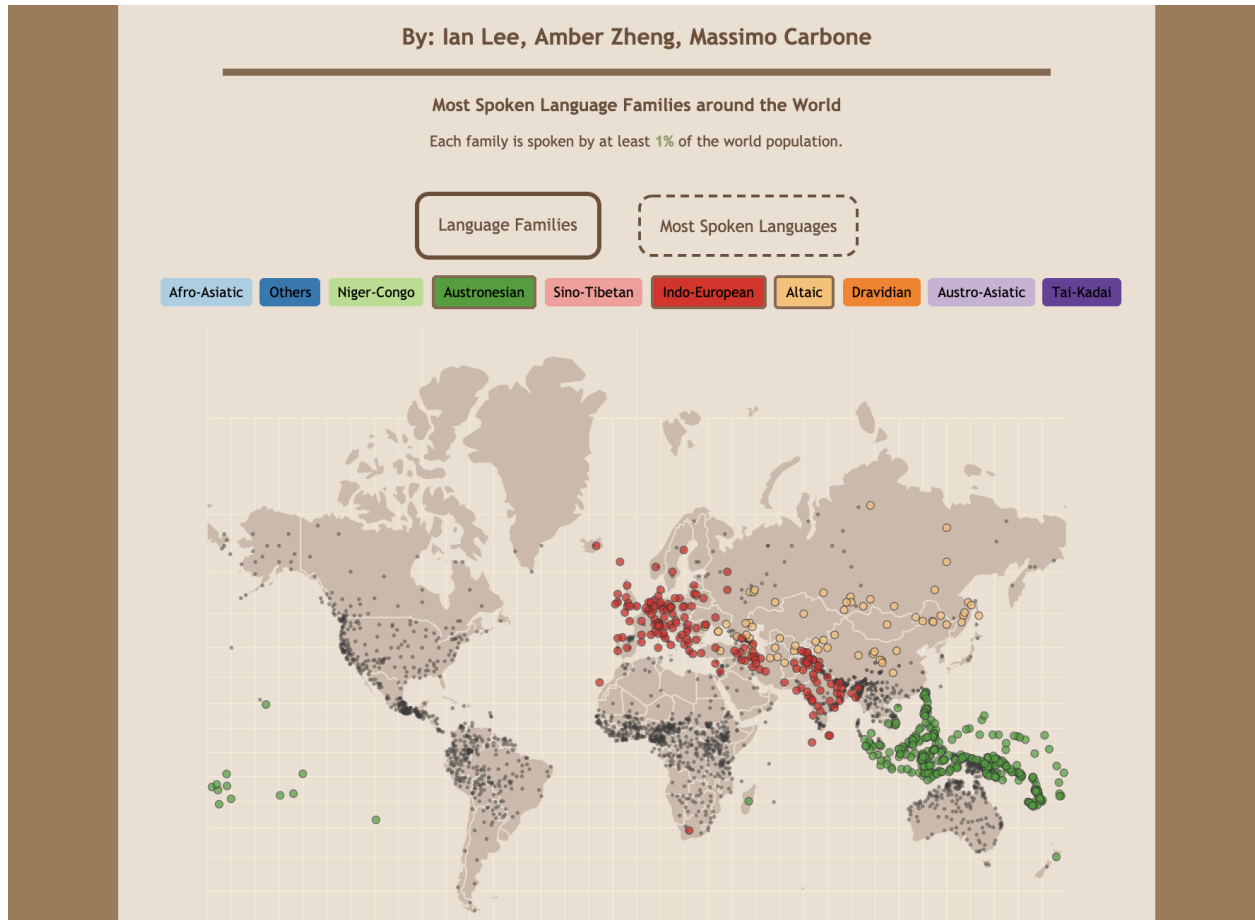 By: Ian Lee, Amber Zheng, Massimo Carbone
Most Spoken Language Families around the World
Each family is spoken by at least 1% of the world population.
Language Families
Most Spoken Languages
Afro-Asiatic
Others
Niger-Congo
Austronesian
Sino-Tibetan
Indo-European
Altaic
Dravidian
Austro-Asiatic
Tai-Kadai